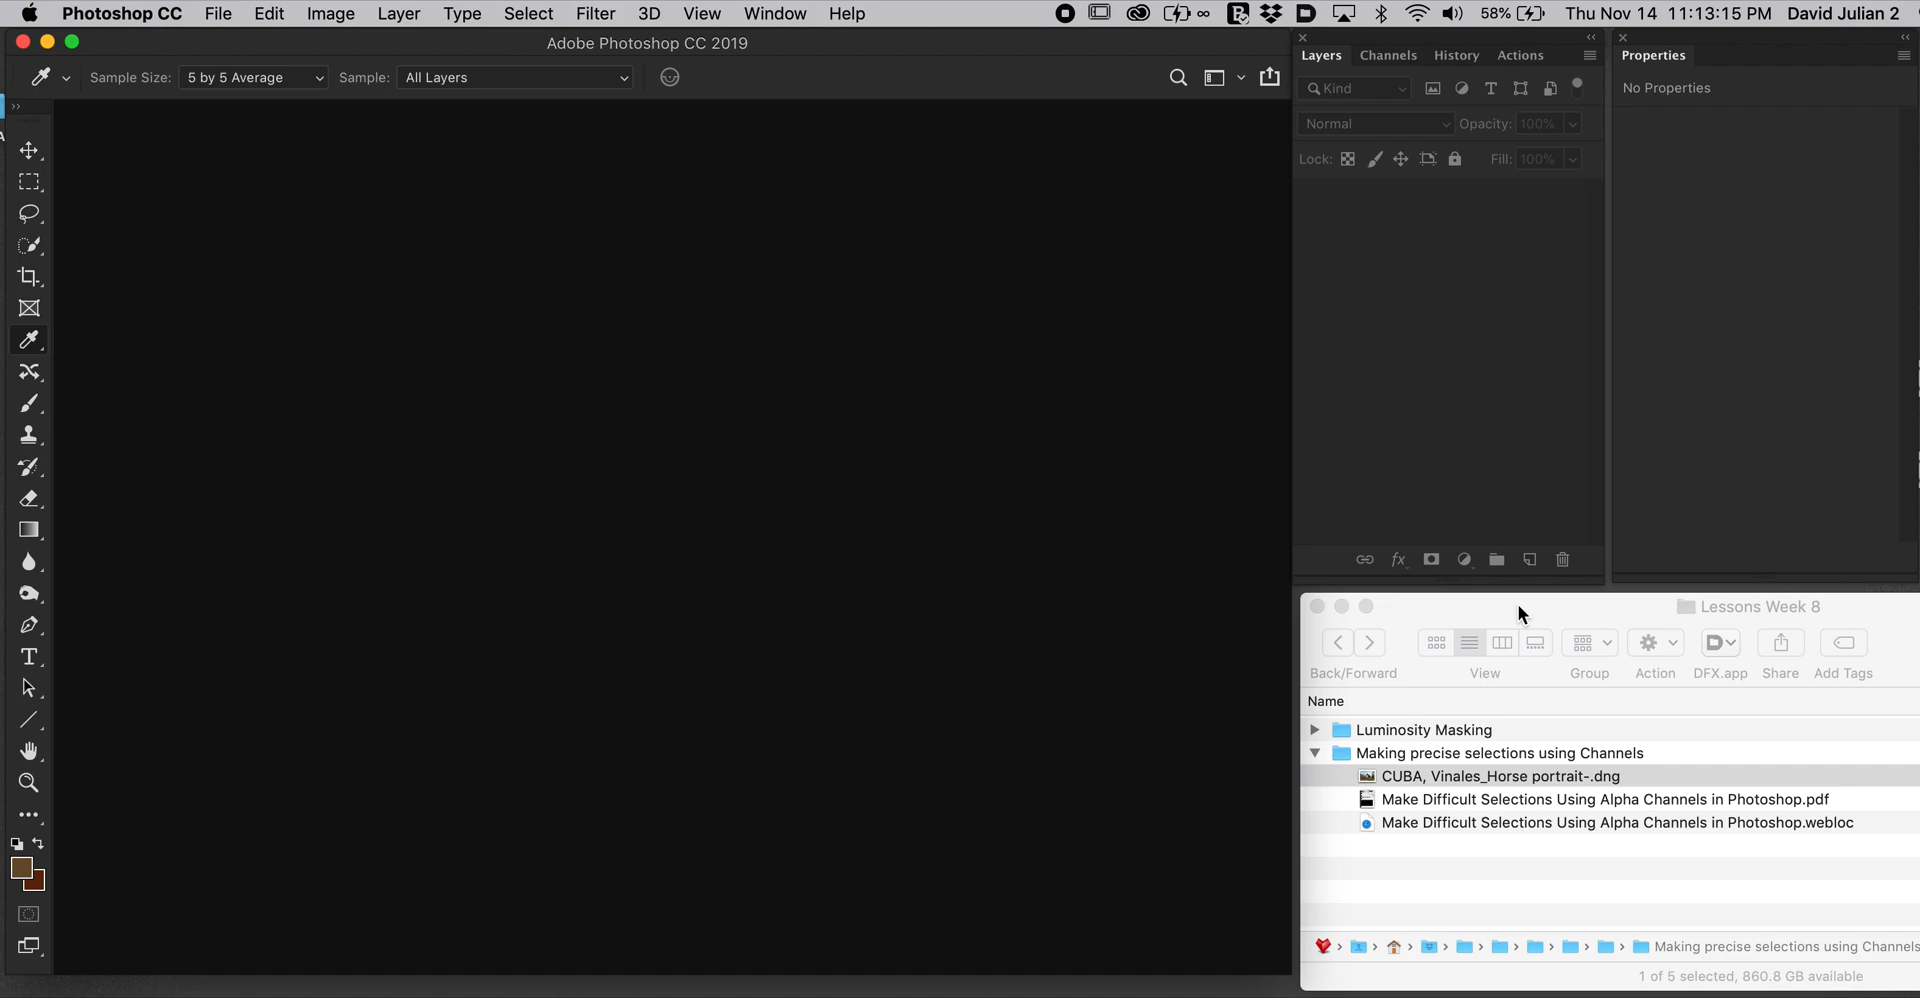 Photoshop CC File Edit Image Layer Type Select Filter 3D View Window Help 58% Thu Nov 14 11:13:15 PM David Julian 2
Adobe Photoshop CC 2019
Sample Size: 5 by 5 Average Sample: All Layers
Layers Channels History Actions
Kind
Normal Opacity: 100%
Lock: Fill: 100%
Properties
No Properties
Lessons Week 8
Back/Forward View Group Action DFX.app Share Add Tags
Name
Luminosity Masking
Making precise selections using Channels
CUBA, Vinales_Horse portrait-.dng
Make Difficult Selections Using Alpha Channels in Photoshop.pdf
Make Difficult Selections Using Alpha Channels in Photoshop.webloc
Making precise selections using Channels
1 of 5 selected, 860.8 GB available